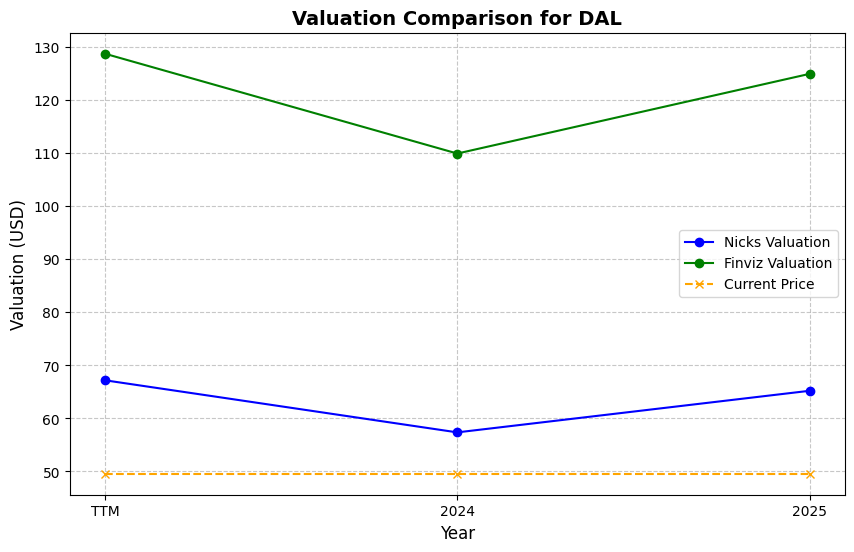 Valuation Comparison for DAL
Valuation (USD)
130
120
110
100
90
80
70
60
50
Nicks Valuation
Finviz Valuation
Current Price
TTM
2024
2025
Year